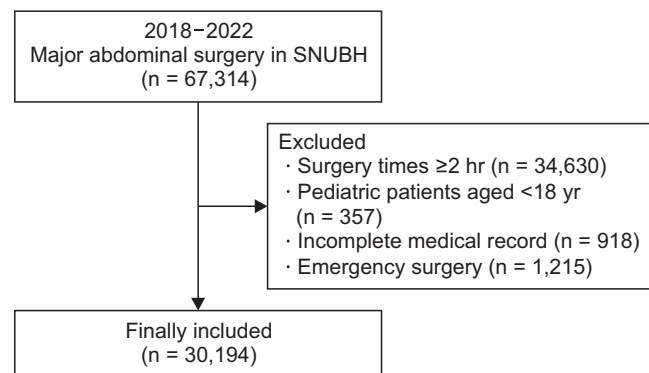 2018−2022
Major abdominal surgery in SNUBH
(n = 67,314)
Excluded
· Surgery times ≥2 hr (n = 34,630)
· Pediatric patients aged <18 yr
(n = 357)
· Incomplete medical record (n = 918)
· Emergency surgery (n = 1,215)
Finally included
(n = 30,194)